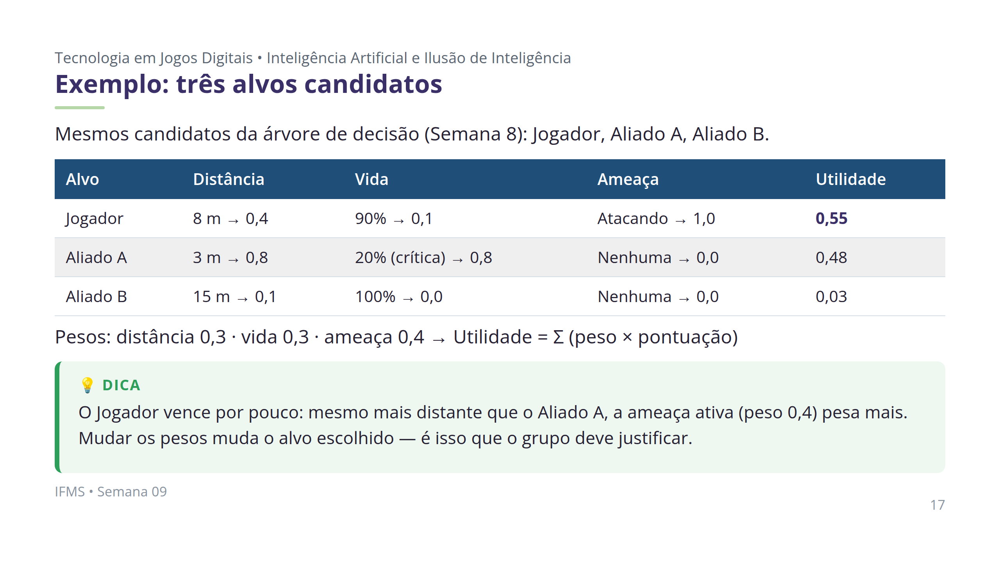 Tecnologia em Jogos Digitais • Inteligência Artificial e Ilusão de Inteligência
Exemplo: três alvos candidatos
Mesmos candidatos da árvore de decisão (Semana 8): Jogador, Aliado A, Aliado B.
Alvo Distância Vida Ameaça Utilidade
Jogador 8 m → 0,4 90% → 0,1 Atacando → 1,0 0,55
Aliado A 3 m → 0,8 20% (crítica) → 0,8 Nenhuma → 0,0 0,48
Aliado B 15 m → 0,1 100% → 0,0 Nenhuma → 0,0 0,03
Pesos: distância 0,3 · vida 0,3 · ameaça 0,4 → Utilidade = Σ (peso × pontuação)
💡 DICA
O Jogador vence por pouco: mesmo mais distante que o Aliado A, a ameaça ativa (peso 0,4) pesa mais.
Mudar os pesos muda o alvo escolhido — é isso que o grupo deve justificar.
IFMS • Semana 09
17